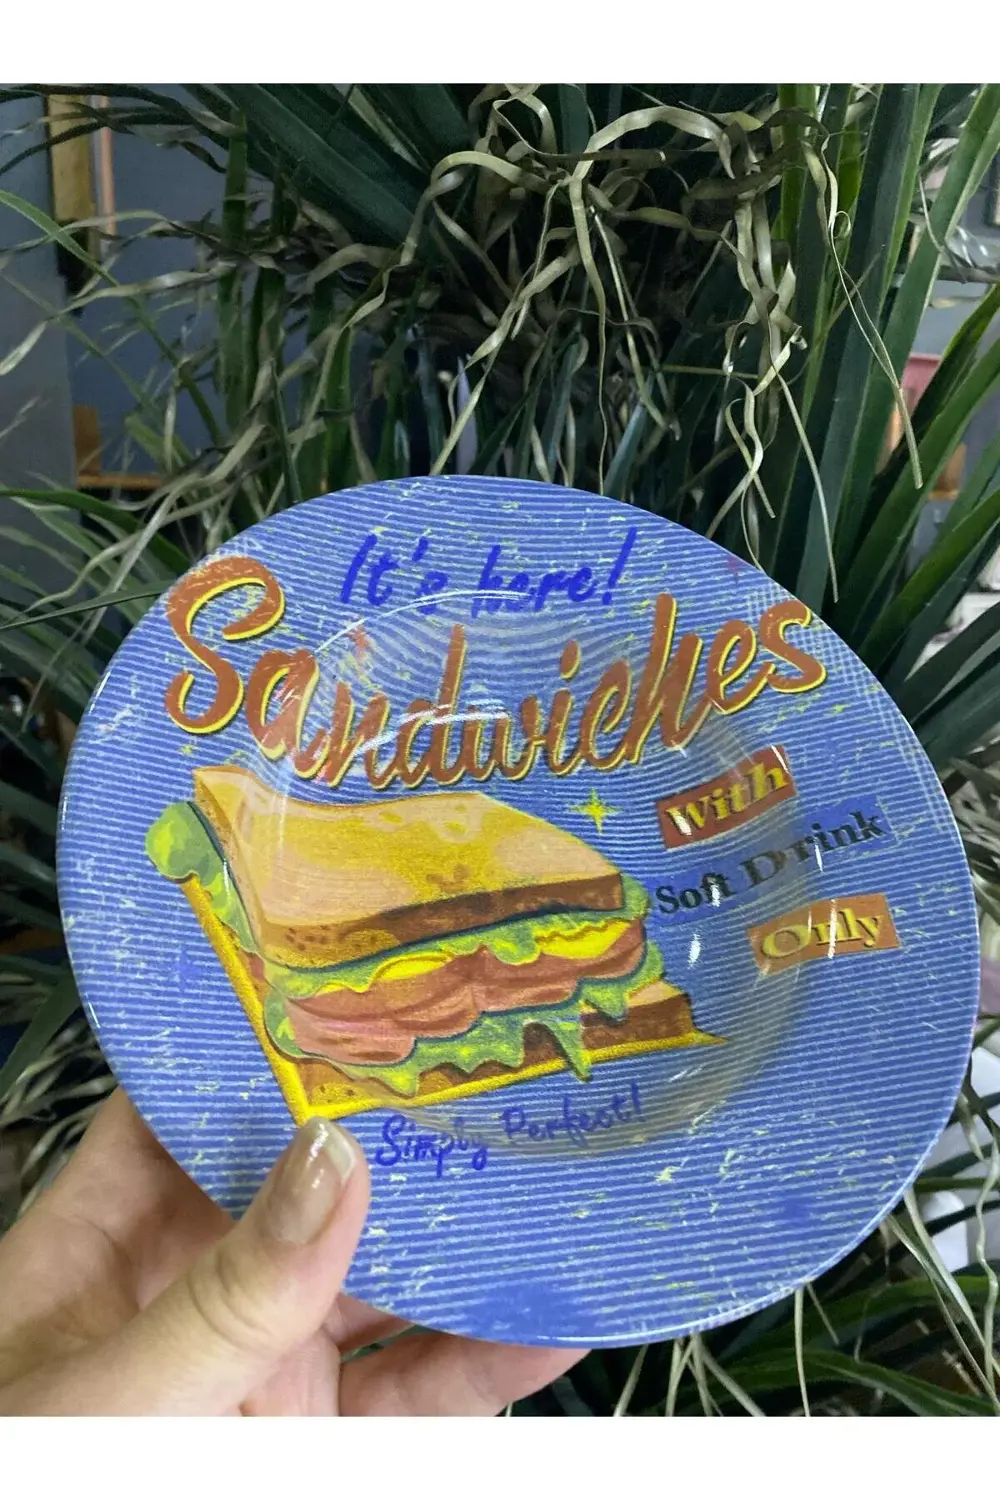 It's here!
Sandwiches
With
Soft Drink
Only
Simply Perfect!